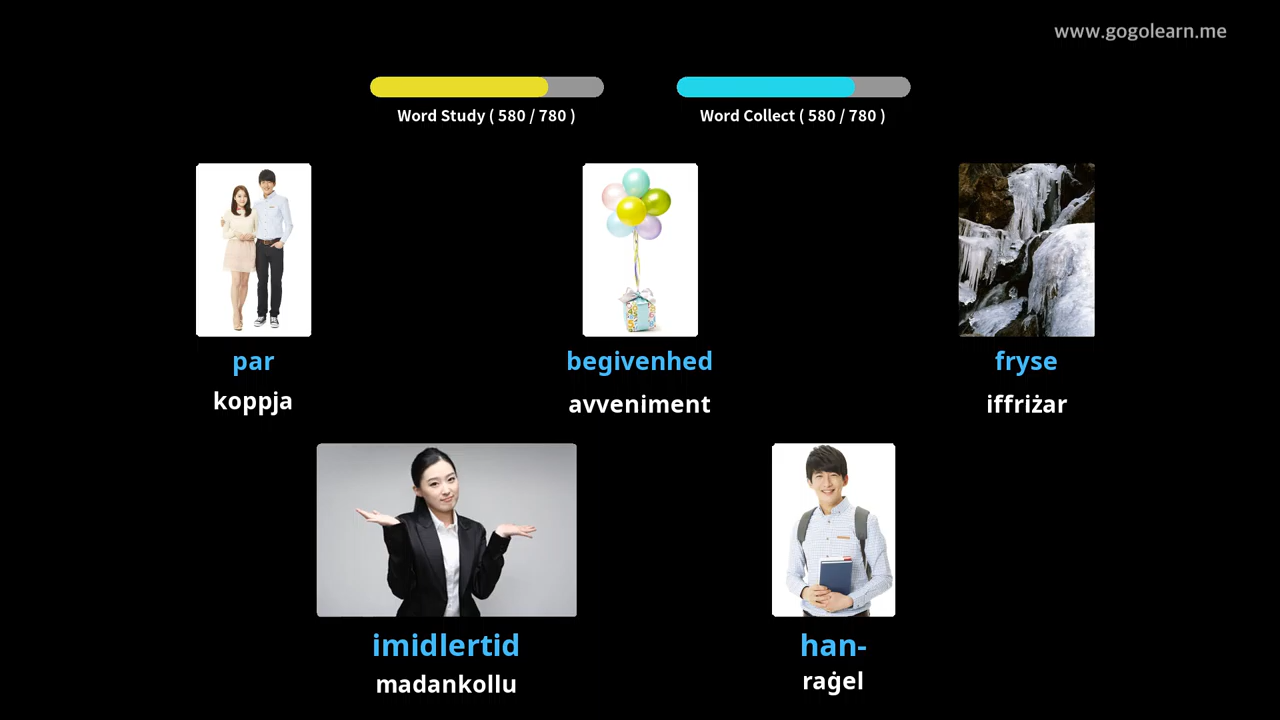 www.gogolearn.me
Word Study ( 580 / 780 )
Word Collect ( 580 / 780 )
par
koppja
begivenhed
avveniment
fryse
iffriżar
imidlertid
madankollu
han-
raġel